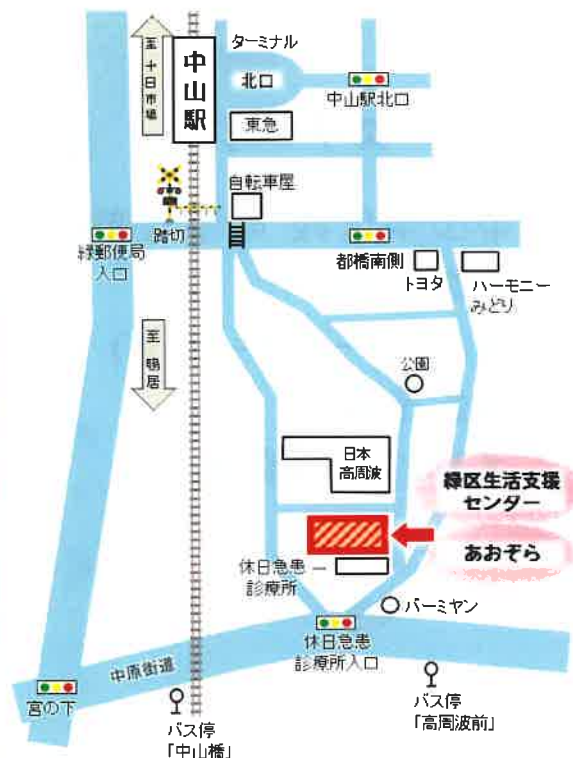 至 十日市場
中山駅
ターミナル
北口
中山駅北口
東急
自転車屋
踏切
緑郵便局
入口
都橋南側
トヨタ
ハーモニー
みどり
至 鴨居
公園
日本
高周波
緑区生活支援
センター
あおぞら
休日急患
診療所
バーミヤン
休日急患
診療所入口
中原街道
宮の下
バス停
「中山橋」
バス停
「高周波前」